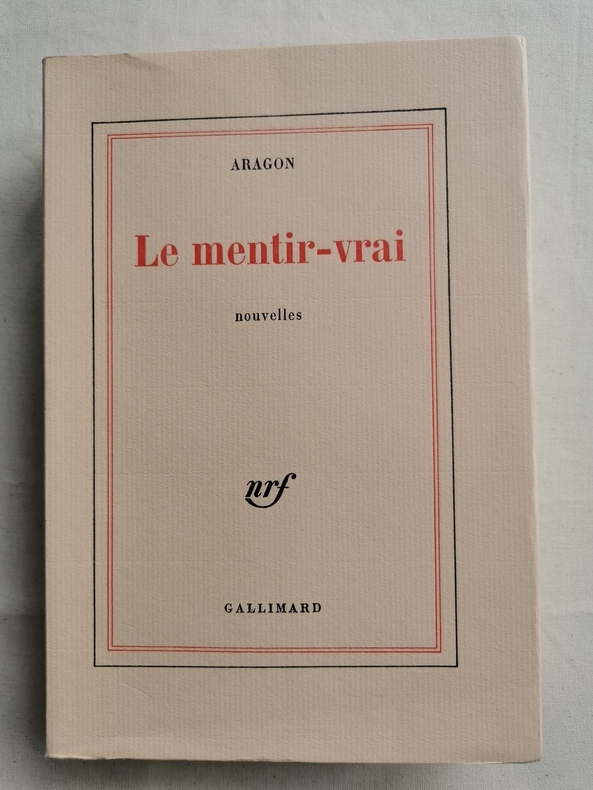 ARAGON
Le mentir-vrai
nouvelles
nrf
GALLIMARD